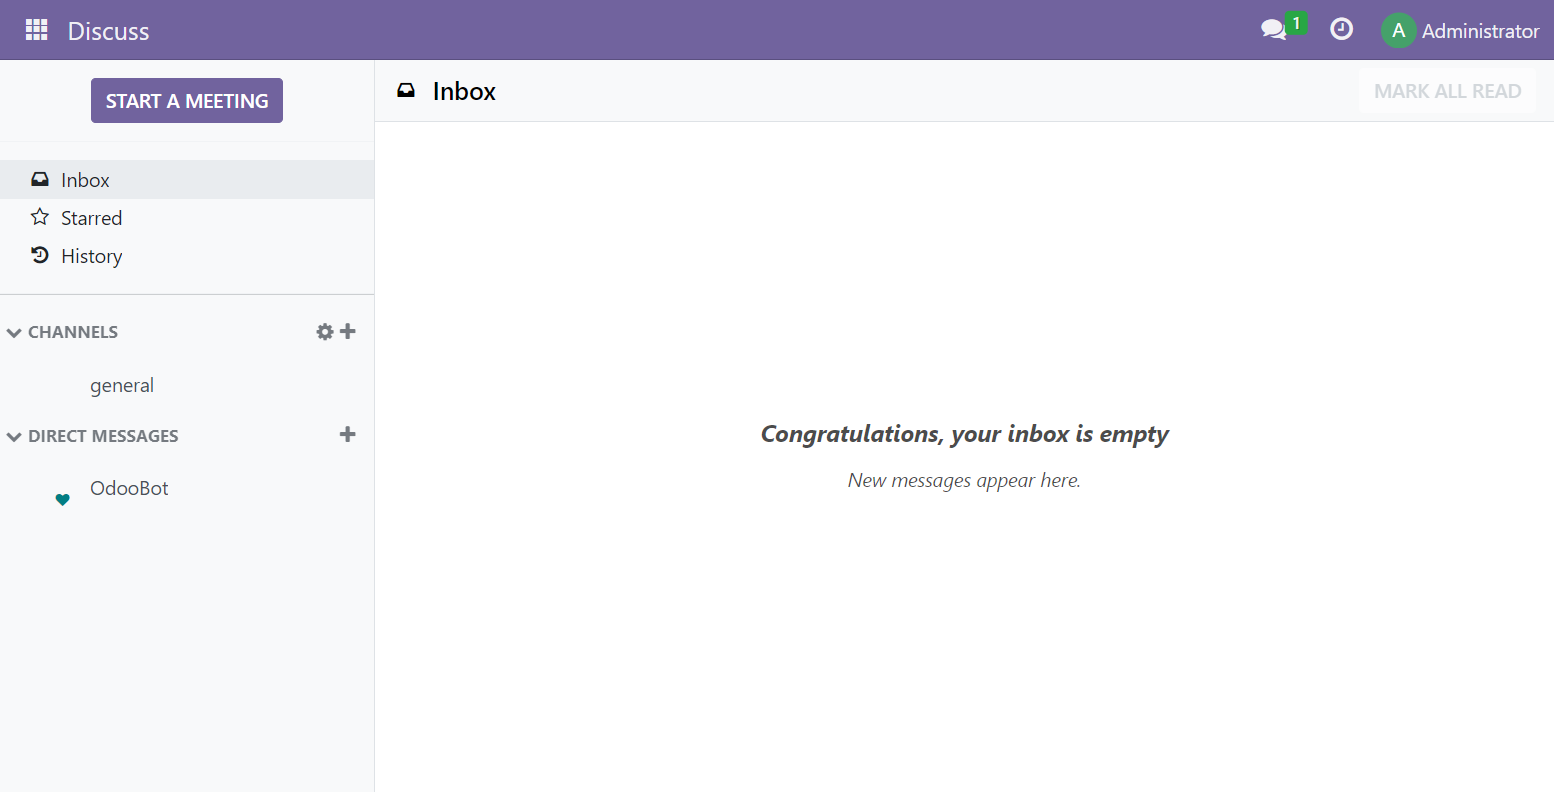 Discuss
1
A Administrator
START A MEETING
Inbox
Starred
History
CHANNELS
general
DIRECT MESSAGES
OdooBot
Inbox
MARK ALL READ
Congratulations, your inbox is empty
New messages appear here.